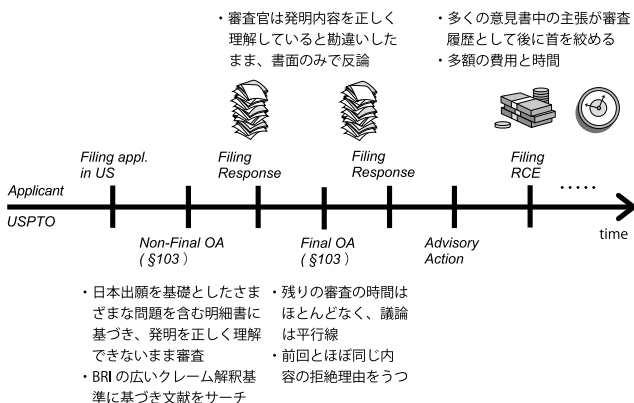 ・審査官は発明内容を正しく
理解していると勘違いした
まま、書面のみで反論
・多くの意見書中の主張が審査
履歴として後に首を絞める
・多額の費用と時間
Filing appl.
in US
Filing
Response
Filing
Response
Filing
RCE
.....
Applicant
USPTO
time
Non-Final OA
( §103 )
Final OA
( §103 )
Advisory
Action
・日本出願を基礎としたさま
ざまな問題を含む明細書に
基づき、発明を正しく理解
できないまま審査
・BRI の広いクレーム解釈基
準に基づき文献をサーチ
・残りの審査の時間は
ほとんどなく、議論
は平行線
・前回とほぼ同じ内
容の拒絶理由をうつ